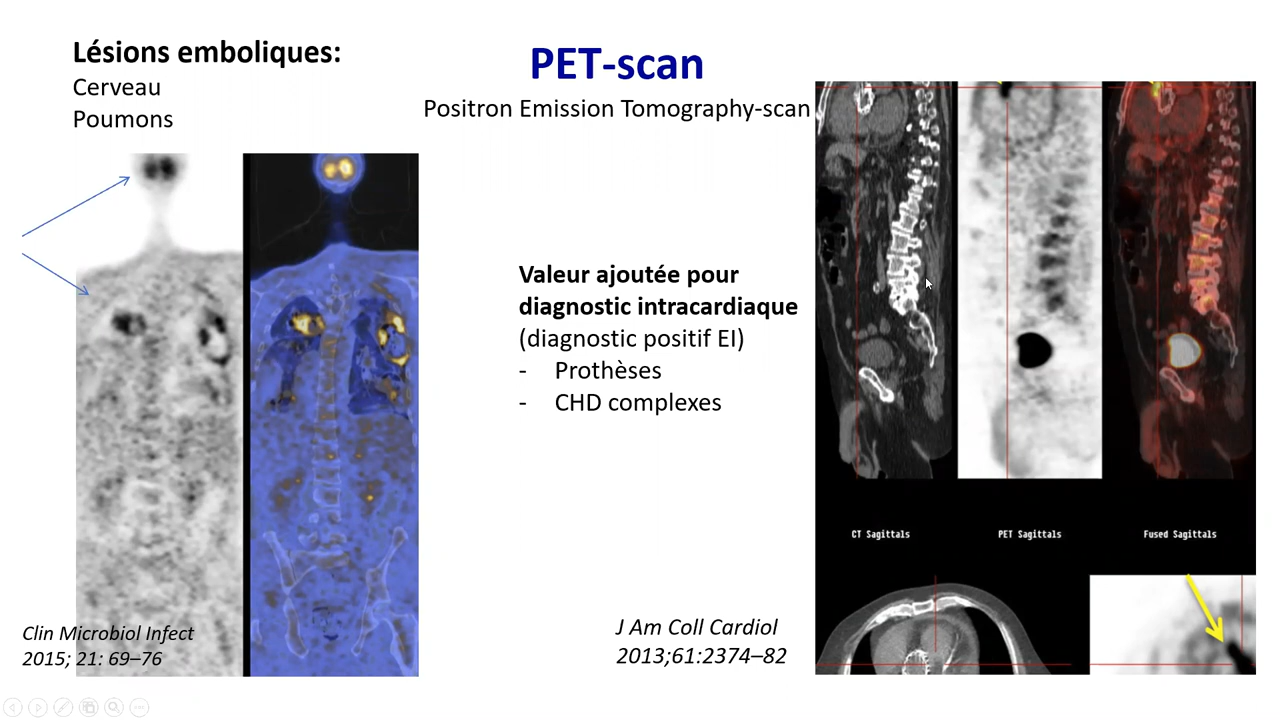 Lésions emboliques:
Cerveau
Poumons
PET-scan
Positron Emission Tomography-scan
Valeur ajoutée pour
diagnostic intracardiaque
(diagnostic positif EI)
- Prothèses
- CHD complexes
CT Sagittals
PET Sagittals
Fused Sagittals
Clin Microbiol Infect
2015; 21: 69–76
J Am Coll Cardiol
2013;61:2374–82